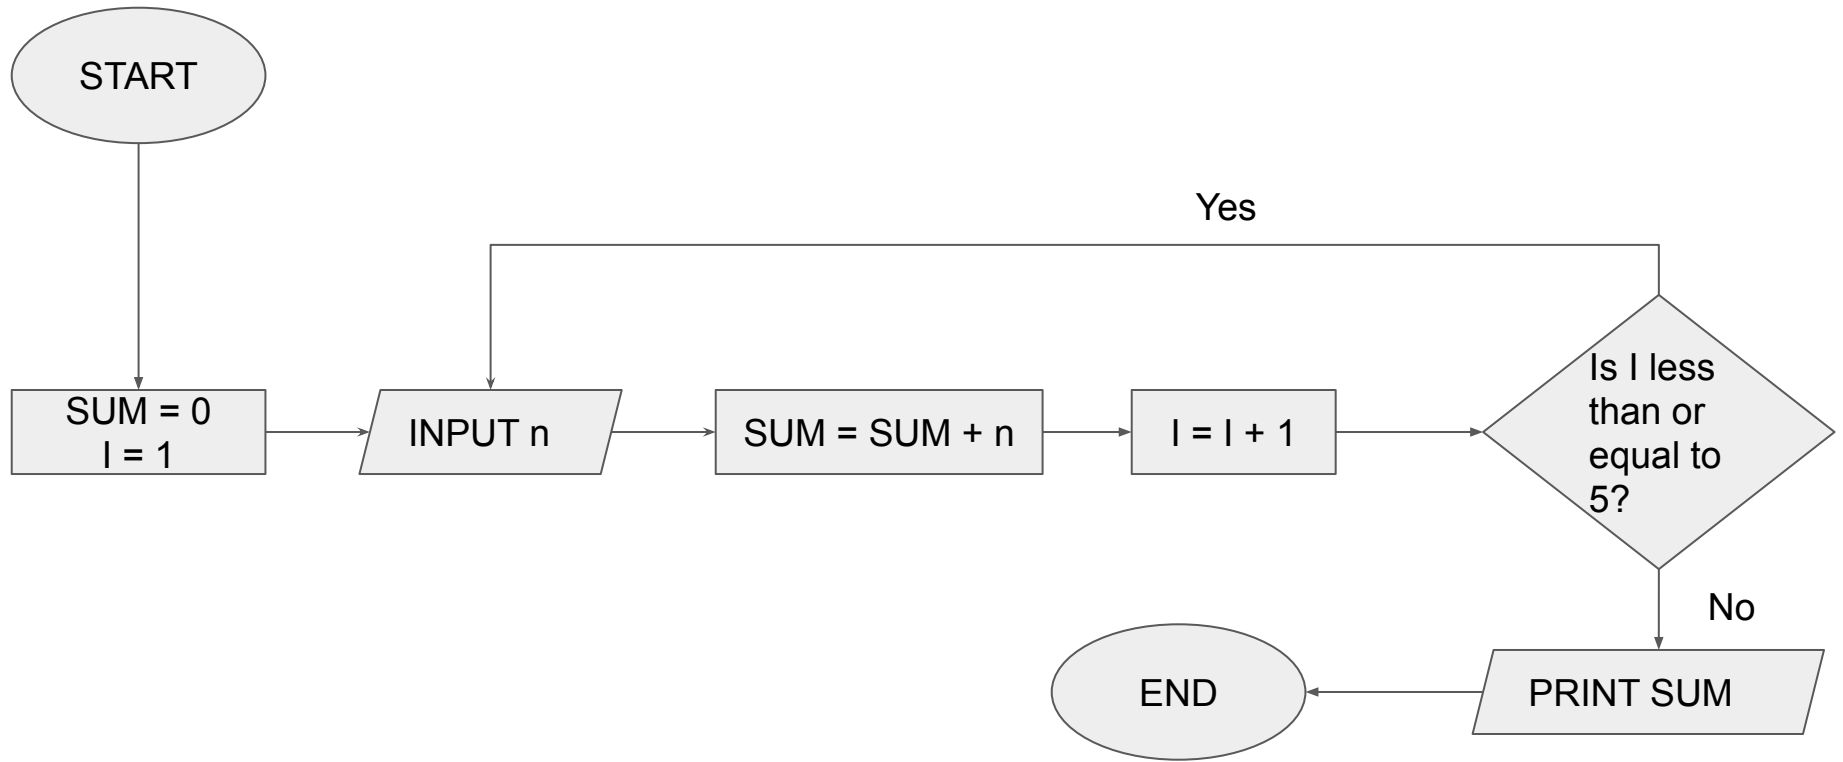 START
SUM = 0
I = 1
INPUT n
SUM = SUM + n
I = I + 1
Is I less
than or
equal to
5?
Yes
No
PRINT SUM
END